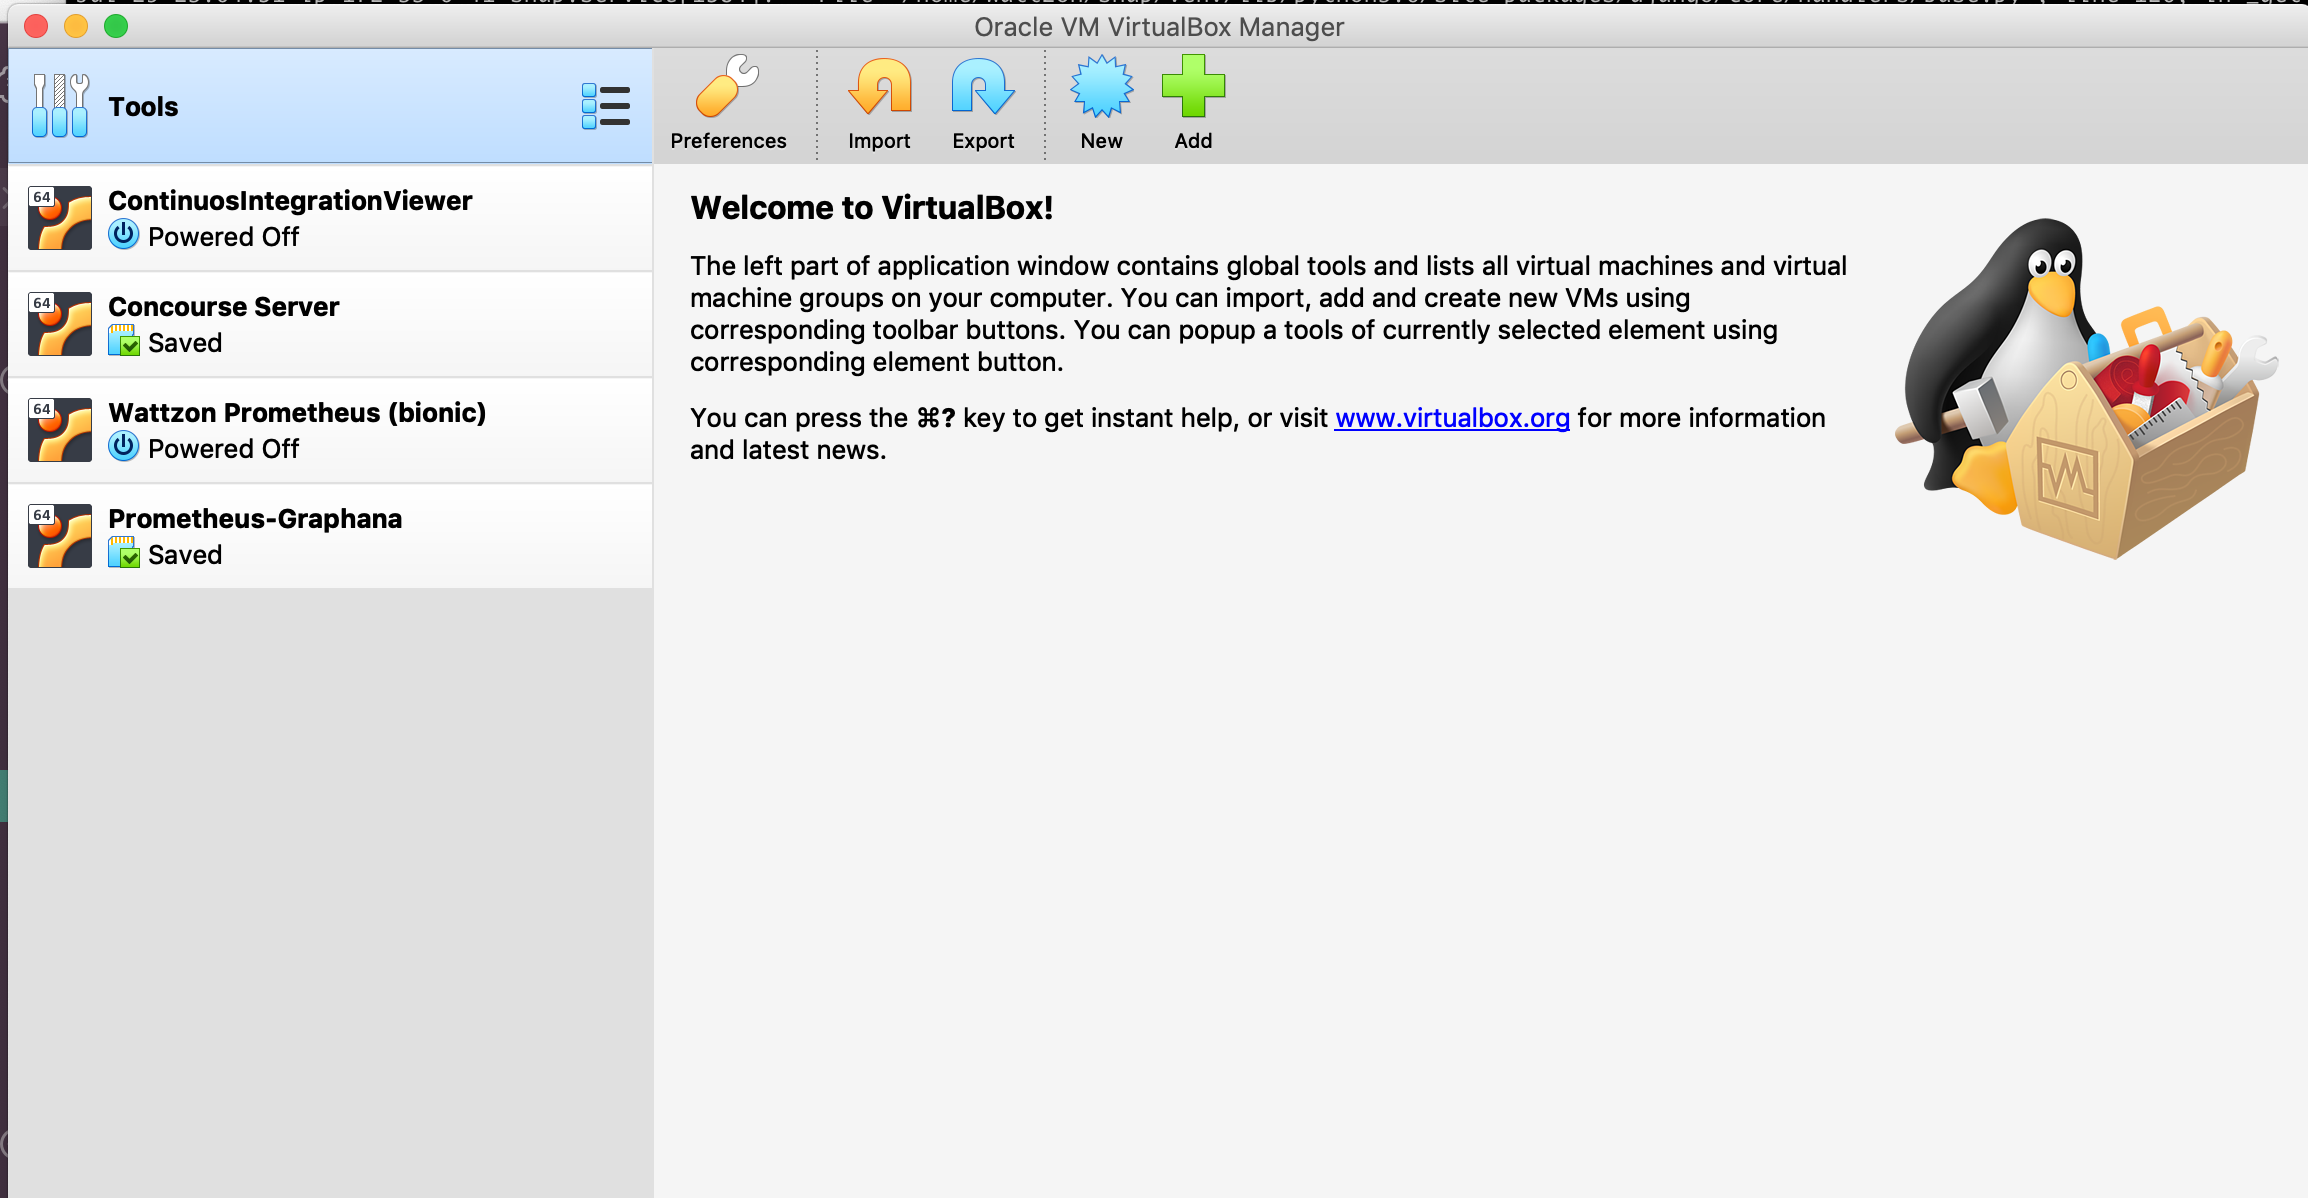 Oracle VM VirtualBox Manager
Tools
Preferences
Import
Export
New
Add
64
ContinuosIntegrationViewer
Powered Off
64
Concourse Server
Saved
64
Wattzon Prometheus (bionic)
Powered Off
64
Prometheus-Graphana
Saved
Welcome to VirtualBox!
The left part of application window contains global tools and lists all virtual machines and virtual
machine groups on your computer. You can import, add and create new VMs using
corresponding toolbar buttons. You can popup a tools of currently selected element using
corresponding element button.
You can press the ⌘? key to get instant help, or visit www.virtualbox.org for more information
and latest news.